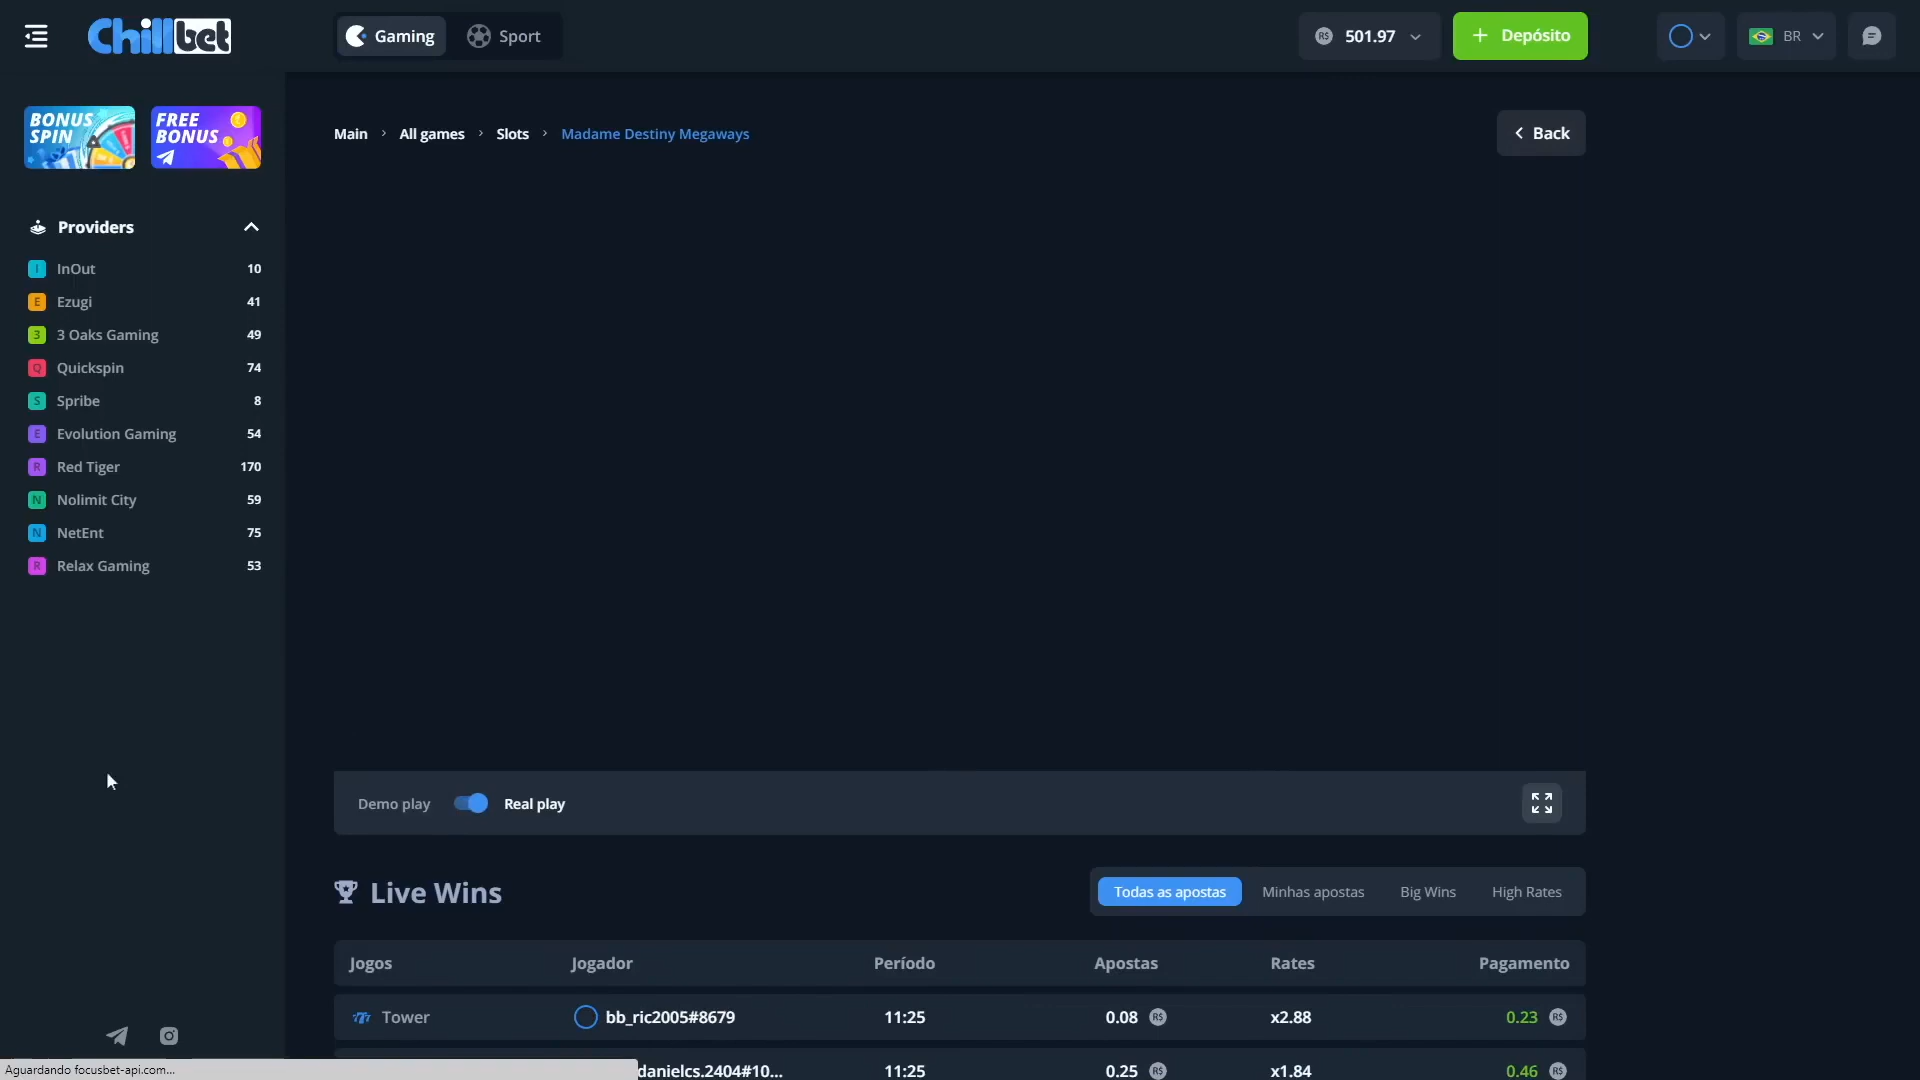 Chillbet
Gaming
Sport
R$ 501.97
+ Depósito
BR
BONUS
SPIN
FREE
BONUS
Main > All games > Slots > Madame Destiny Megaways
Back
Providers
I InOut 10
E Ezugi 41
3 3 Oaks Gaming 49
Q Quickspin 74
S Spribe 8
E Evolution Gaming 54
R Red Tiger 170
N Nolimit City 59
N NetEnt 75
R Relax Gaming 53
Demo play Real play
Live Wins
Todas as apostas Minhas apostas Big Wins High Rates
Jogos Jogador Período Apostas Rates Pagamento
Tower bb_ric2005#8679 11:25 0.08 R$ x2.88 0.23 R$
danielcs.2404#10... 11:25 0.25 R$ x1.84 0.46 R$
Aguardando focusbet-api.com...